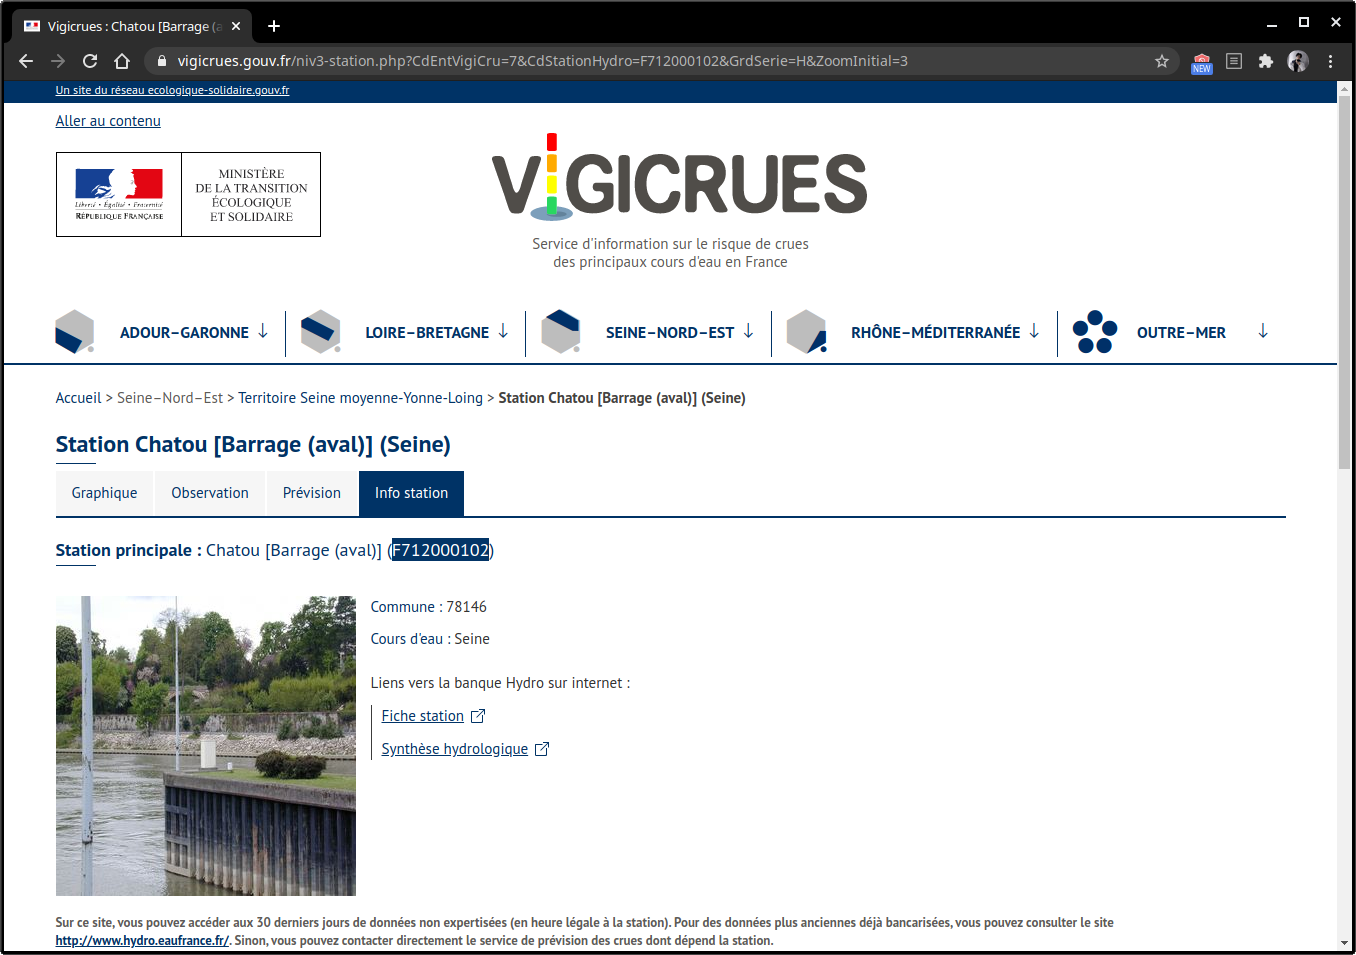 Vigicrues : Chatou [Barrage (a
vigicrues.gouv.fr/niv3-station.php?CdEntVigiCru=7&CdStationHydro=F712000102&GrdSerie=H&ZoomInitial=3
NEW
Un site du réseau ecologique-solidaire.gouv.fr
Aller au contenu
Liberté • Égalité • Fraternité
RÉPUBLIQUE FRANÇAISE
MINISTÈRE
DE LA TRANSITION
ÉCOLOGIQUE
ET SOLIDAIRE
VIGICRUES
Service d'information sur le risque de crues
des principaux cours d'eau en France
ADOUR–GARONNE
LOIRE–BRETAGNE
SEINE–NORD–EST
RHÔNE–MÉDITERRANÉE
OUTRE–MER
Accueil > Seine–Nord–Est > Territoire Seine moyenne-Yonne-Loing > Station Chatou [Barrage (aval)] (Seine)
Station Chatou [Barrage (aval)] (Seine)
Graphique
Observation
Prévision
Info station
Station principale : Chatou [Barrage (aval)] (F712000102)
Commune : 78146
Cours d'eau : Seine
Liens vers la banque Hydro sur internet :
Fiche station
Synthèse hydrologique
Sur ce site, vous pouvez accéder aux 30 derniers jours de données non expertisées (en heure légale à la station). Pour des données plus anciennes déjà bancarisées, vous pouvez consulter le site
http://www.hydro.eaufrance.fr/. Sinon, vous pouvez contacter directement le service de prévision des crues dont dépend la station.